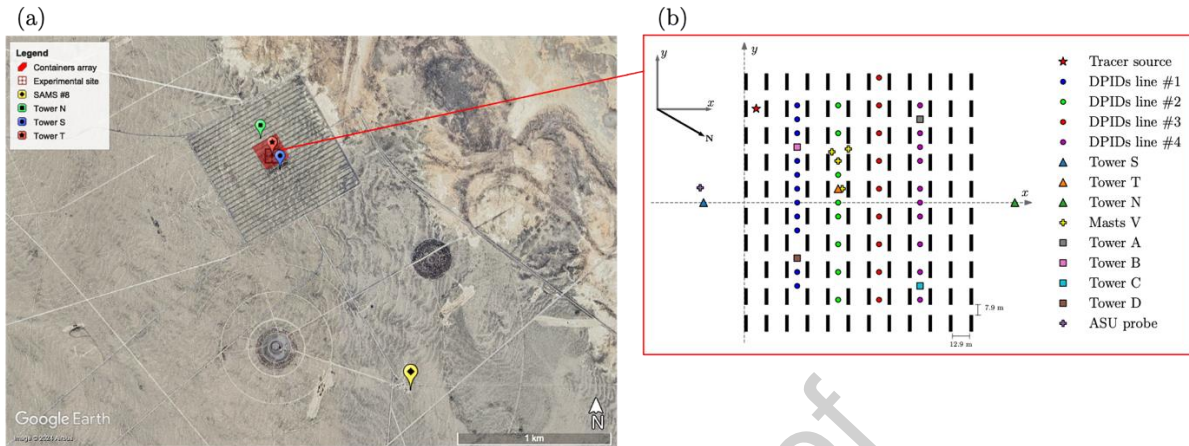 (a)
Legend
Containers array
Experimental site
SAMS #8
Tower N
Tower S
Tower T
Google Earth
1 km
N
(b)
y
y
x
N
x
Tracer source
DPIDs line #1
DPIDs line #2
DPIDs line #3
DPIDs line #4
Tower S
Tower T
Tower N
Masts V
Tower A
Tower B
Tower C
Tower D
ASU probe
7.9 m
12.9 m
of